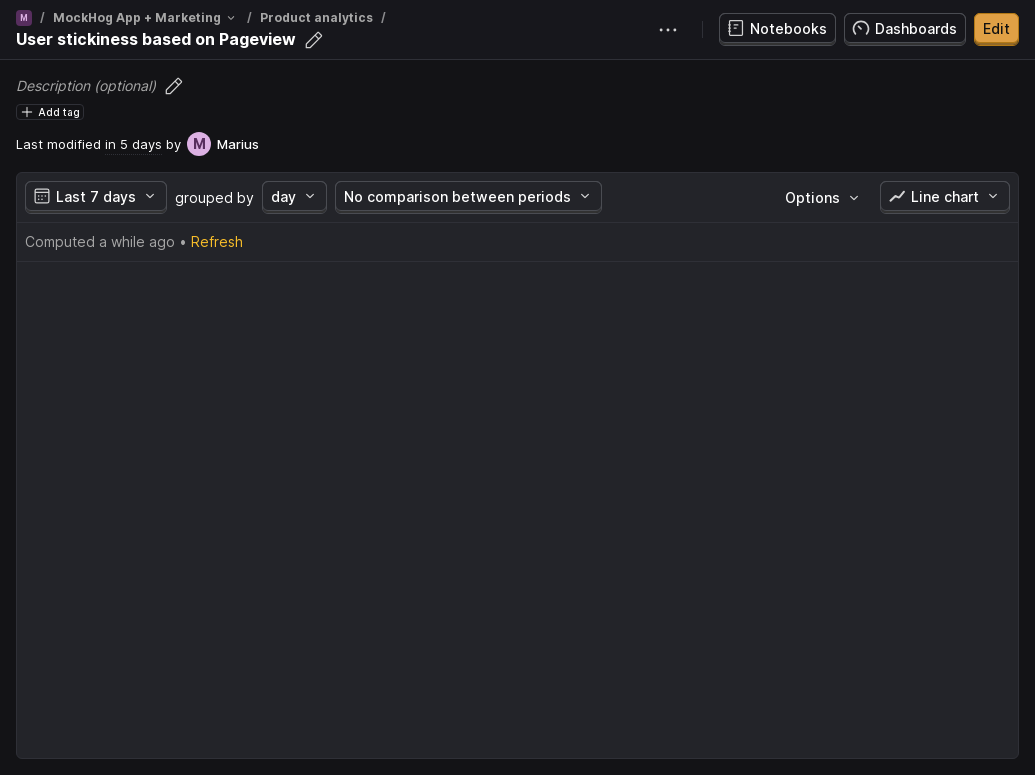 M / MockHog App + Marketing / Product analytics /
User stickiness based on Pageview
Notebooks
Dashboards
Edit
Description (optional)
Add tag
Last modified in 5 days by M Marius
Last 7 days grouped by day No comparison between periods Options Line chart
Computed a while ago • Refresh